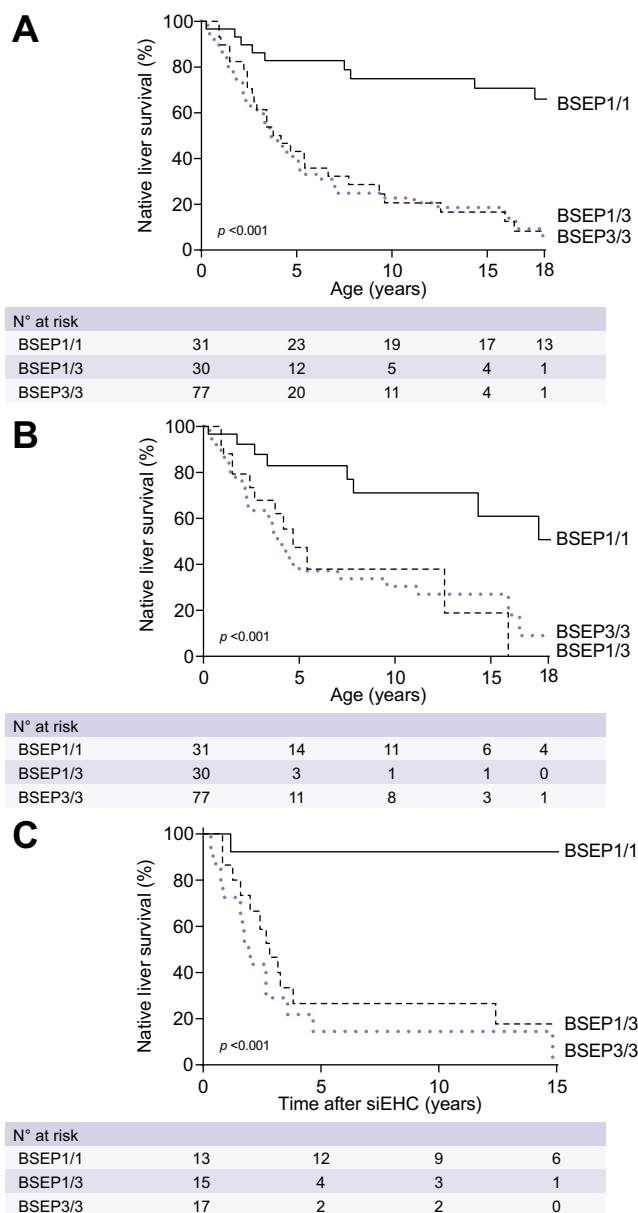 A
Native liver survival (%)
100
80
60
40
20
0
BSEP1/1
BSEP1/3
BSEP3/3
p <0.001
0 5 10 15 18
Age (years)
N° at risk
BSEP1/1 31 23 19 17 13
BSEP1/3 30 12 5 4 1
BSEP3/3 77 20 11 4 1
B
Native liver survival (%)
100
80
60
40
20
0
BSEP1/1
BSEP3/3
BSEP1/3
p <0.001
0 5 10 15 18
Age (years)
N° at risk
BSEP1/1 31 14 11 6 4
BSEP1/3 30 3 1 1 0
BSEP3/3 77 11 8 3 1
C
Native liver survival (%)
100
80
60
40
20
0
BSEP1/1
BSEP1/3
BSEP3/3
p <0.001
0 5 10 15
Time after siEHC (years)
N° at risk
BSEP1/1 13 12 9 6
BSEP1/3 15 4 3 1
BSEP3/3 17 2 2 0